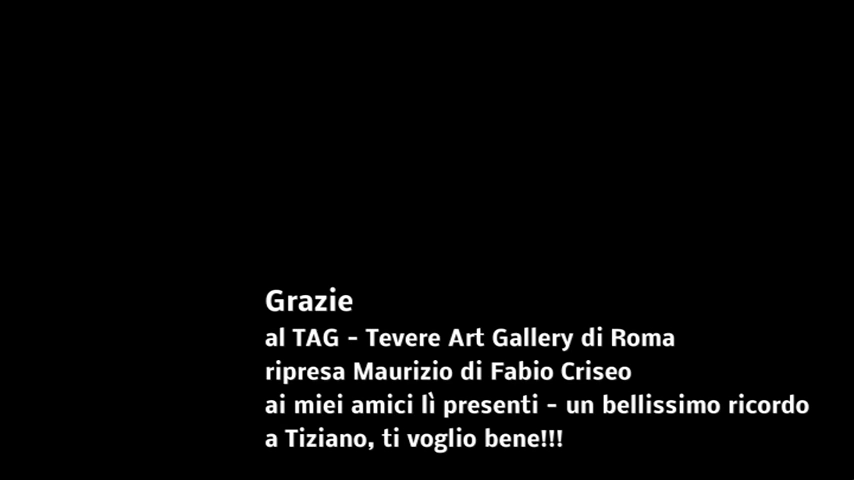 Grazie
al TAG - Tevere Art Gallery di Roma
ripresa Maurizio di Fabio Criseo
ai miei amici lì presenti - un bellissimo ricordo
a Tiziano, ti voglio bene!!!